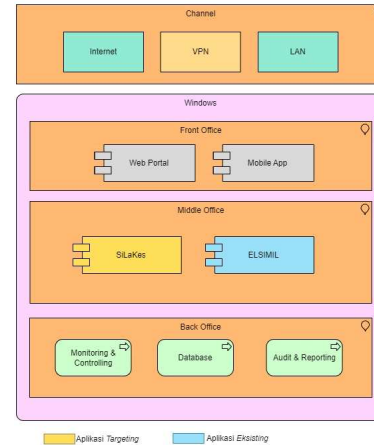 Channel
Internet
VPN
LAN
Windows
Front Office
Web Portal
Mobile App
Middle Office
SiLaKes
ELSIMIL
Back Office
Monitoring &
Controlling
Database
Audit & Reporting
Aplikasi Targeting
Aplikasi Eksisting